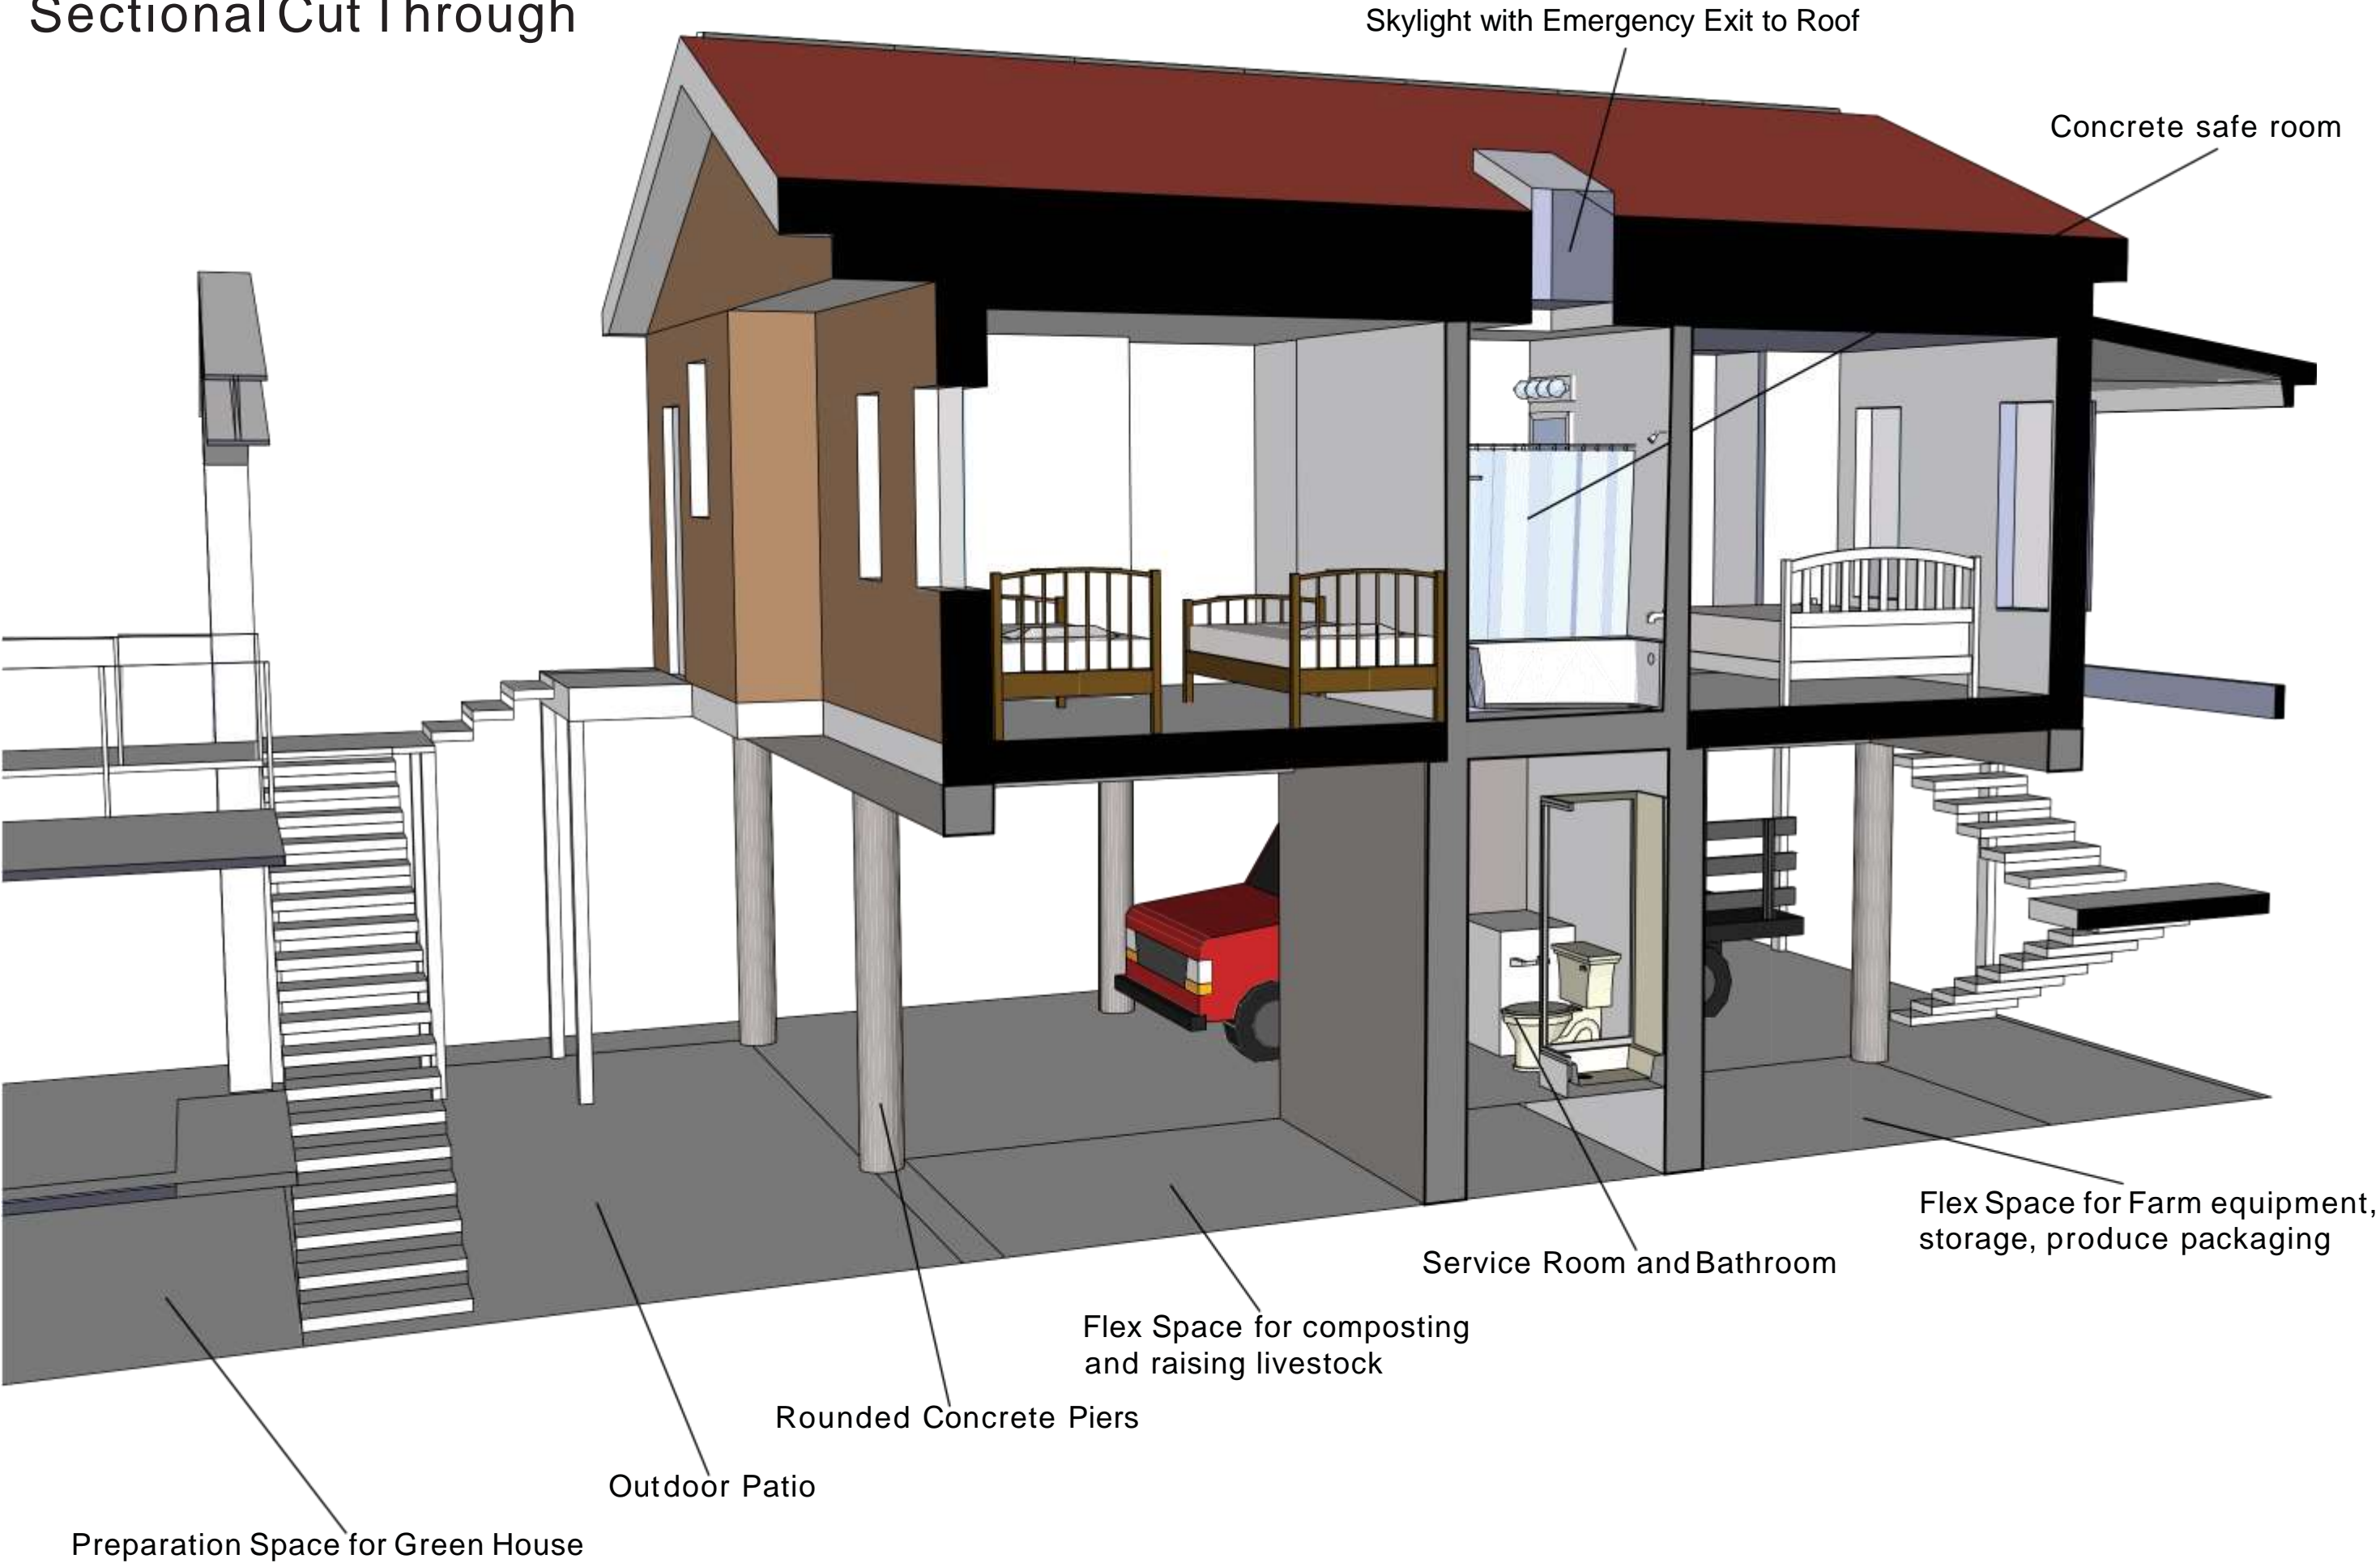 Sectional Cut Through
Skylight with Emergency Exit to Roof
Concrete safe room
Flex Space for Farm equipment,
storage, produce packaging
Service Room and Bathroom
Flex Space for composting
and raising livestock
Rounded Concrete Piers
Outdoor Patio
Preparation Space for Green House